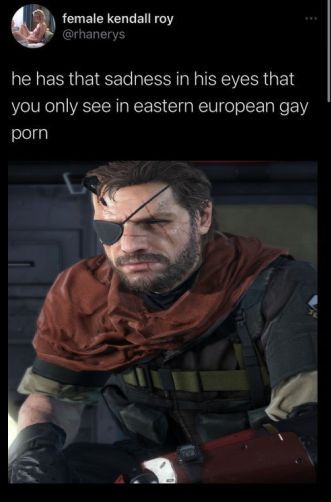 female kendall roy
@rhanerys
he has that sadness in his eyes that
you only see in eastern european gay
porn